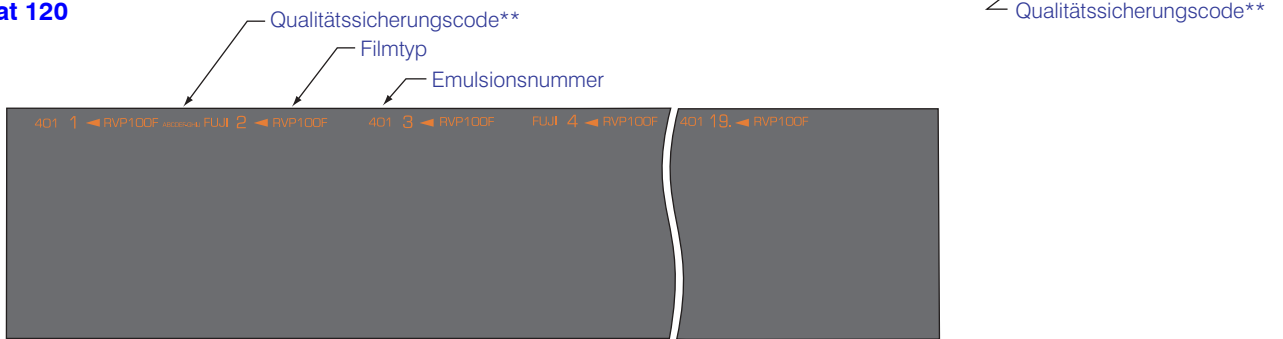 at 120
Qualitätssicherungscode**
Qualitätssicherungscode**
Filmtyp
Emulsionsnummer
401 1 ◄ RVP100F FUJI 2 ◄ RVP100F 401 3 ◄ RVP100F FUJI 4 ◄ RVP100F 401 19. ◄ RVP100F